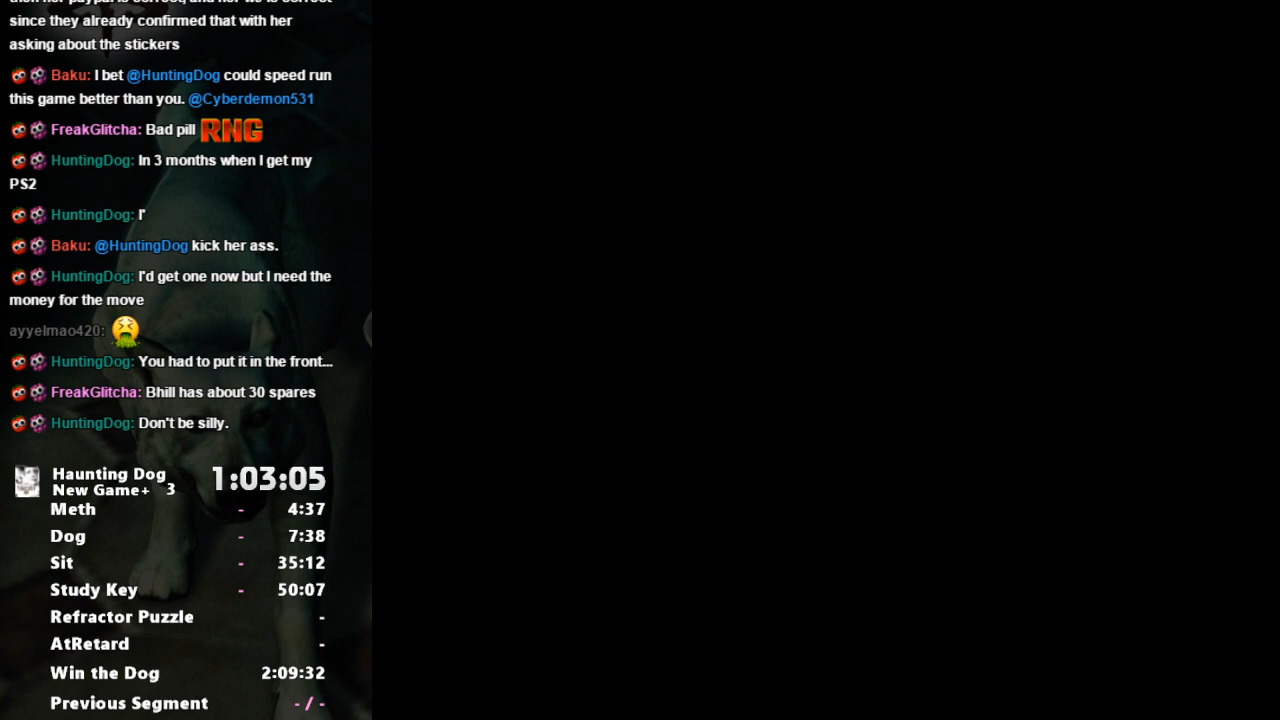 since they already confirmed that with her
asking about the stickers
Baku: I bet @HuntingDog could speed run
this game better than you. @Cyberdemon531
FreakGlitcha: Bad pill RNG
HuntingDog: In 3 months when I get my
PS2
HuntingDog: I'
Baku: @HuntingDog kick her ass.
HuntingDog: I'd get one now but I need the
money for the move
ayyelmao420:
HuntingDog: You had to put it in the front...
FreakGlitcha: Bhill has about 30 spares
HuntingDog: Don't be silly.
Haunting Dog 1:03:05
New Game+ 3
Meth - 4:37
Dog - 7:38
Sit - 35:12
Study Key - 50:07
Refractor Puzzle -
AtRetard -
Win the Dog 2:09:32
Previous Segment - / -